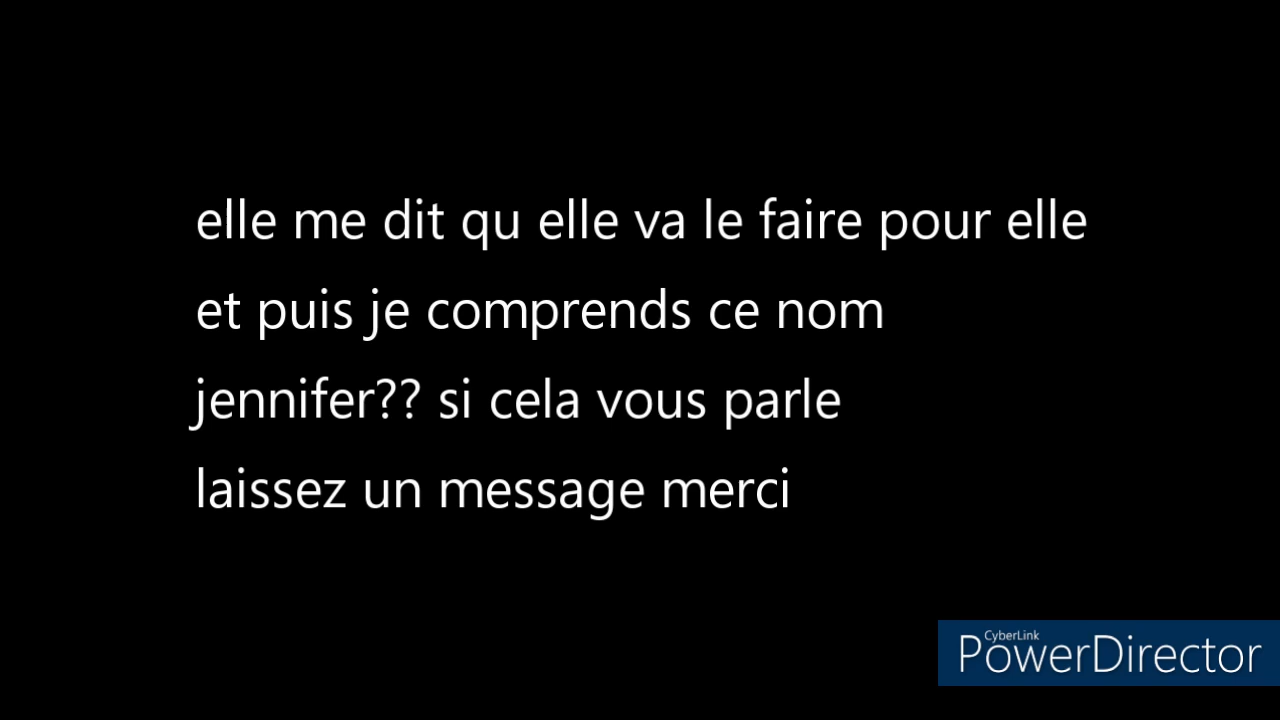 elle me dit qu elle va le faire pour elle
et puis je comprends ce nom
jennifer?? si cela vous parle
laissez un message merci
CyberLink
PowerDirector